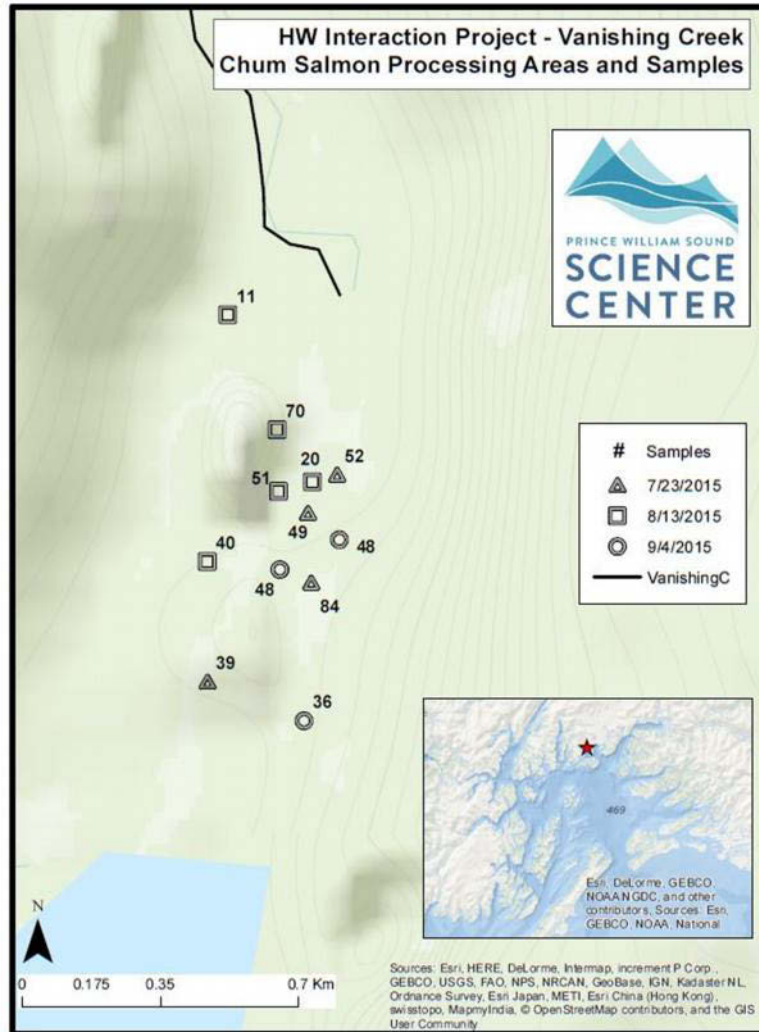 HW Interaction Project - Vanishing Creek
Chum Salmon Processing Areas and Samples
PRINCE WILLIAM SOUND
SCIENCE
CENTER
11
70
52
20
51
49
48
40
48
84
39
36
# Samples
7/23/2015
8/13/2015
9/4/2015
VanishingC
469
Esri, DeLorme, GEBCO,
NOAA NGDC, and other
contributors, Sources: Esri,
GEBCO, NOAA, National
N
0 0.175 0.35 0.7 Km
Sources: Esri, HERE, DeLorme, Intermap, increment P Corp.,
GEBCO, USGS, FAO, NPS, NRCAN, GeoBase, IGN, Kadaster NL,
Ordnance Survey, Esri Japan, METI, Esri China (Hong Kong),
swisstopo, MapmyIndia, © OpenStreetMap contributors, and the GIS
User Community